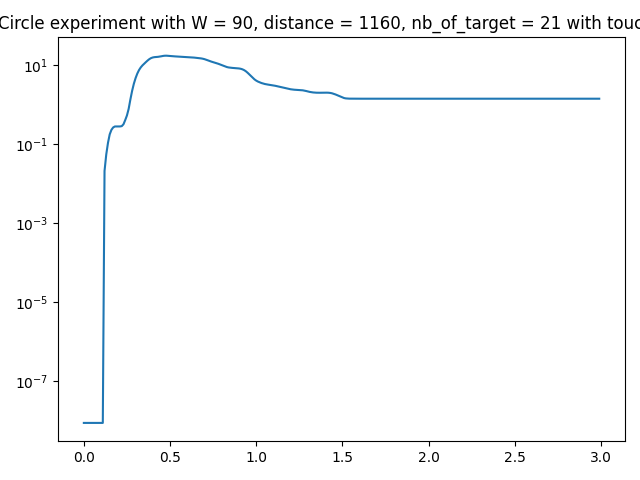 Circle experiment with W = 90, distance = 1160, nb_of_target = 21 with
10¹
10⁻¹
10⁻³
10⁻⁵
10⁻⁷
0.0 0.5 1.0 1.5 2.0 2.5 3.0